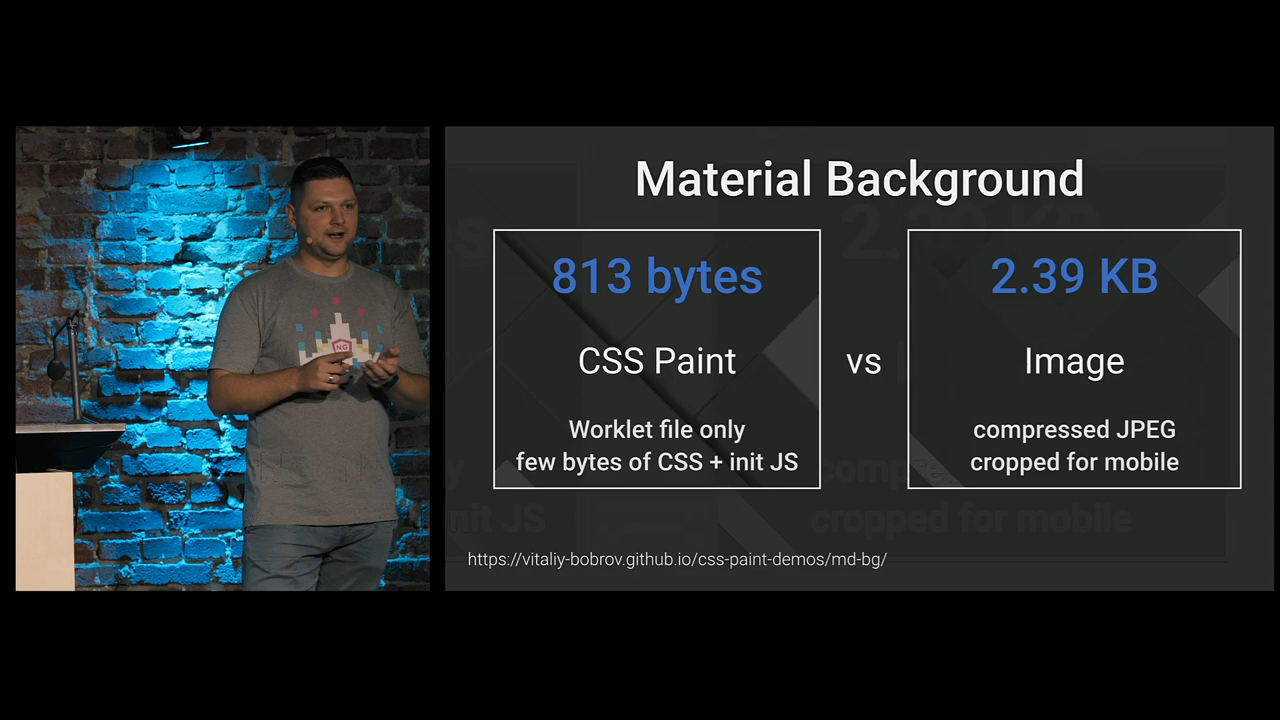 NG
Material Background
813 bytes
CSS Paint
Worklet file only
few bytes of CSS + init JS
vs
2.39 KB
Image
compressed JPEG
cropped for mobile
https://vitaliy-bobrov.github.io/css-paint-demos/md-bg/